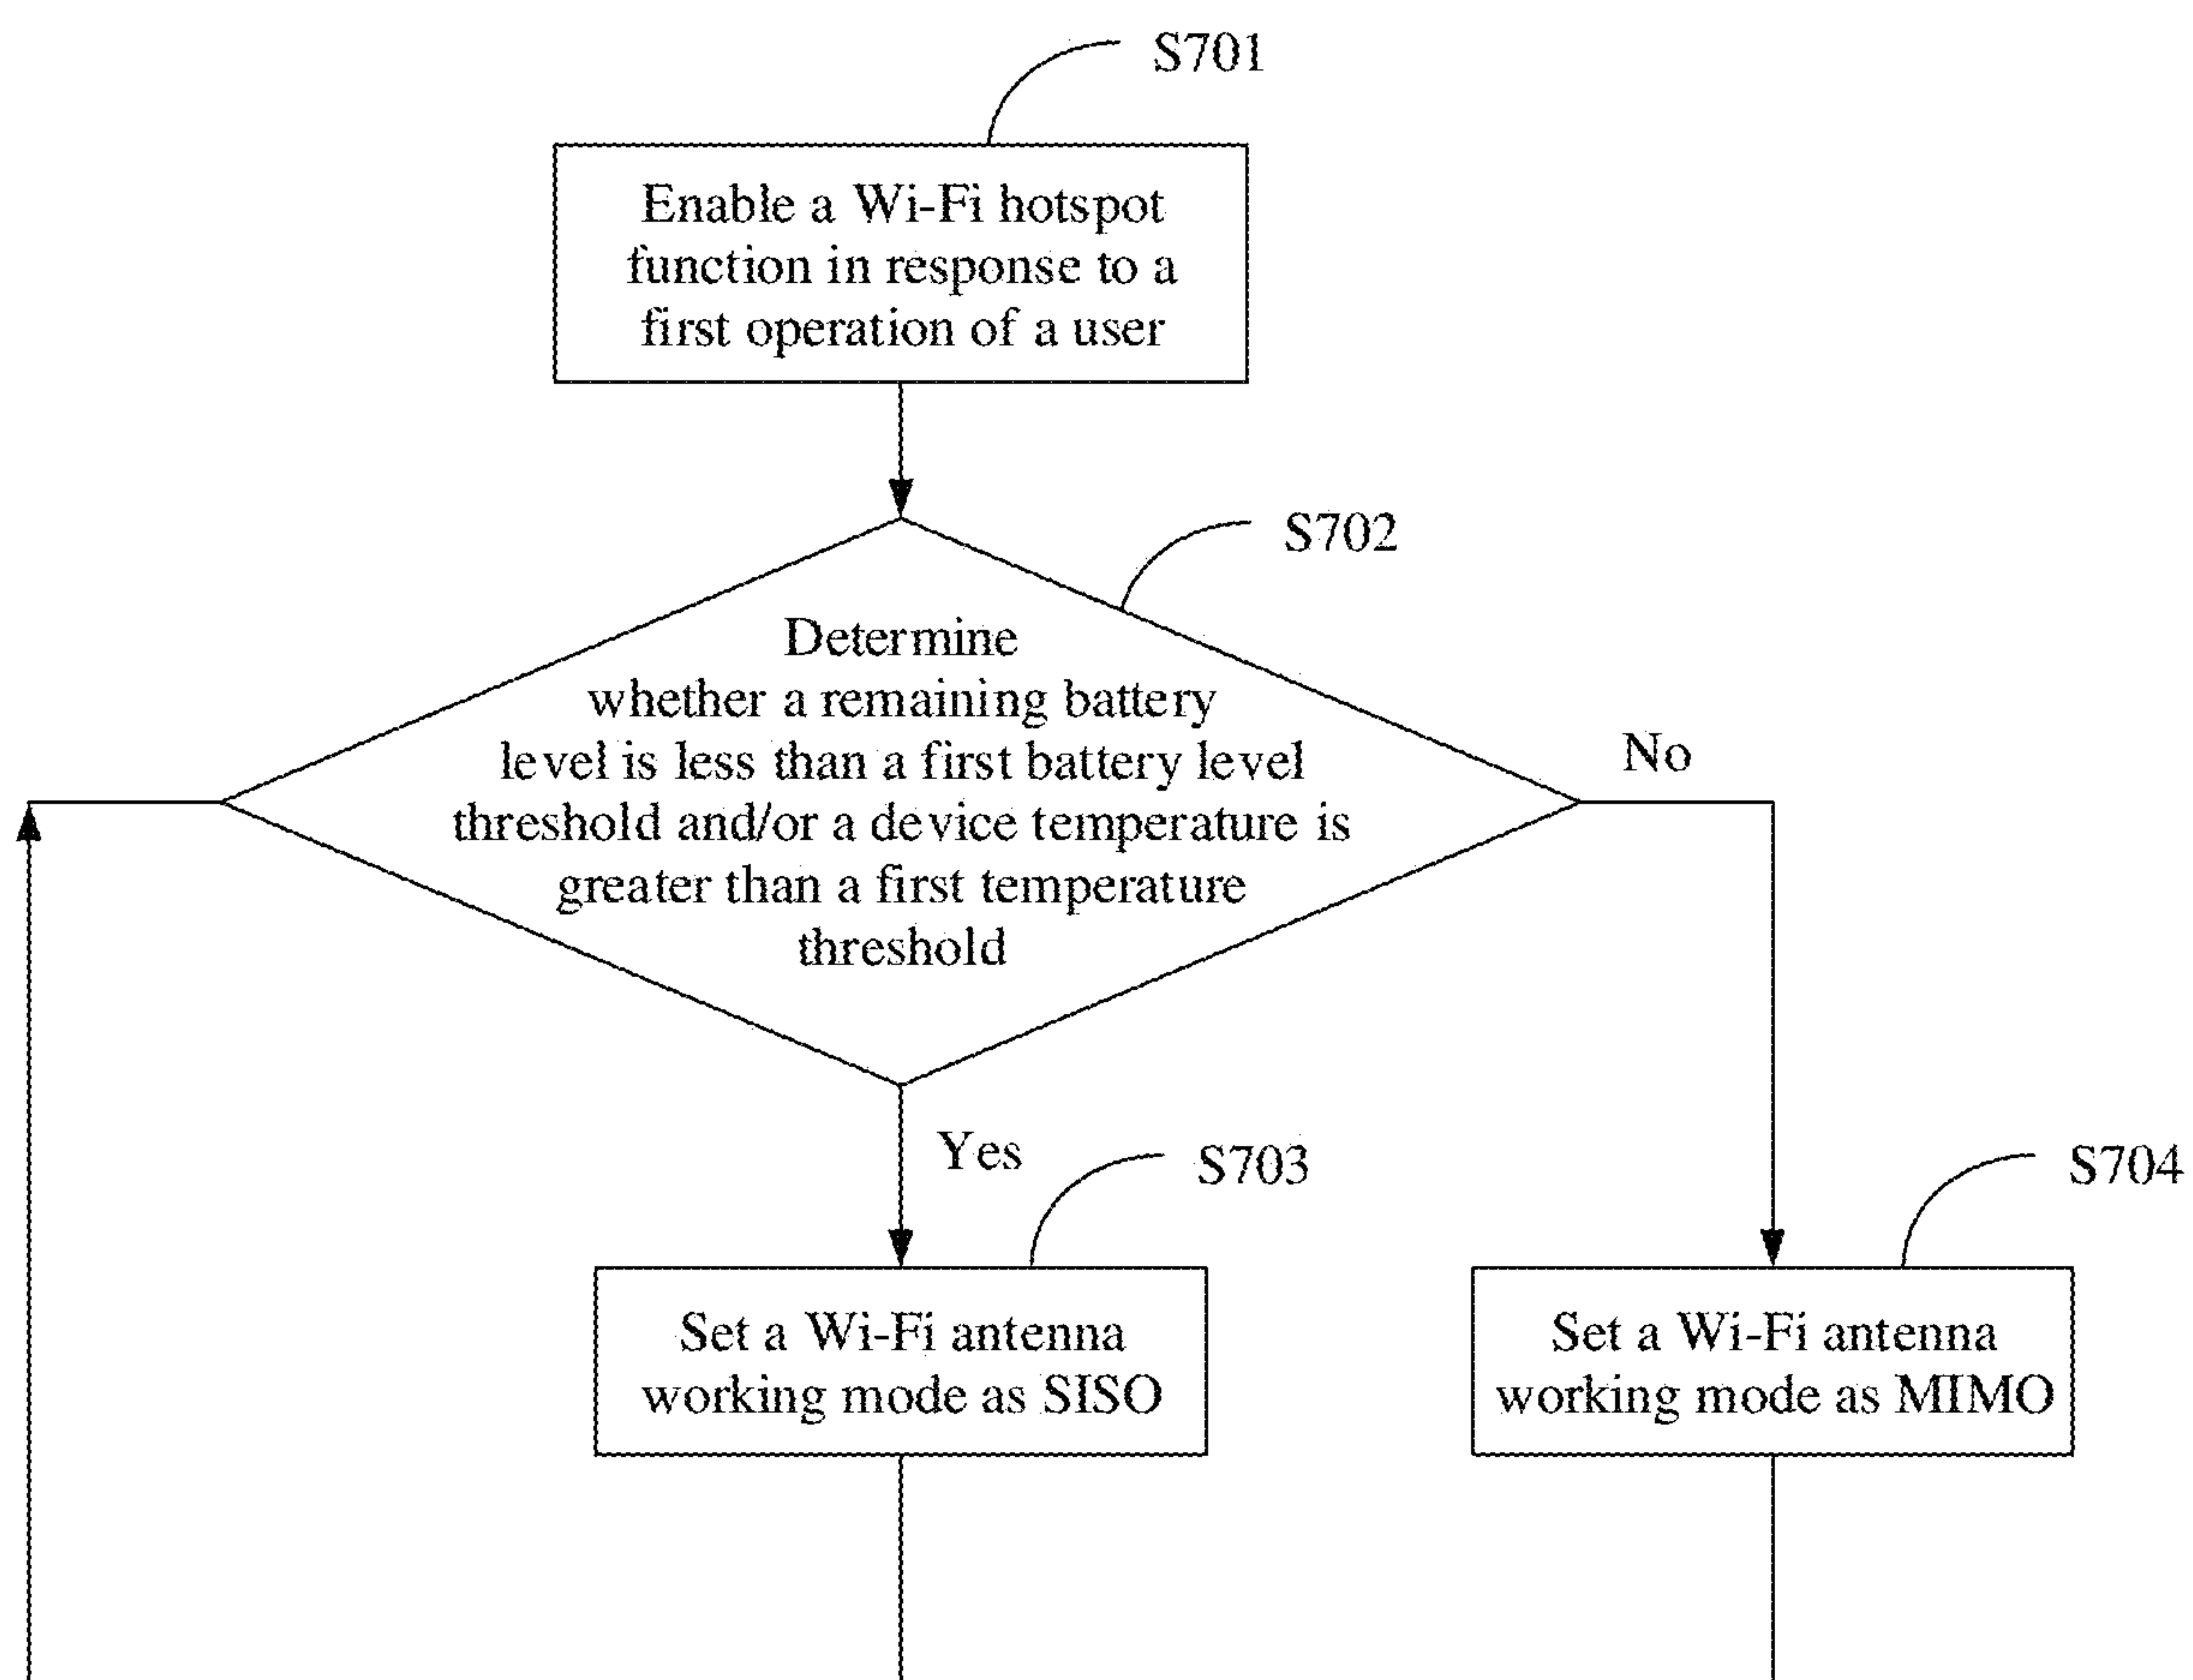 S701
Enable a Wi-Fi hotspot
function in response to a
first operation of a user
S702
Determine
whether a remaining battery
level is less than a first battery level
threshold and/or a device temperature is
greater than a first temperature
threshold
No
Yes
S703
S704
Set a Wi-Fi antenna
working mode as SISO
Set a Wi-Fi antenna
working mode as MIMO